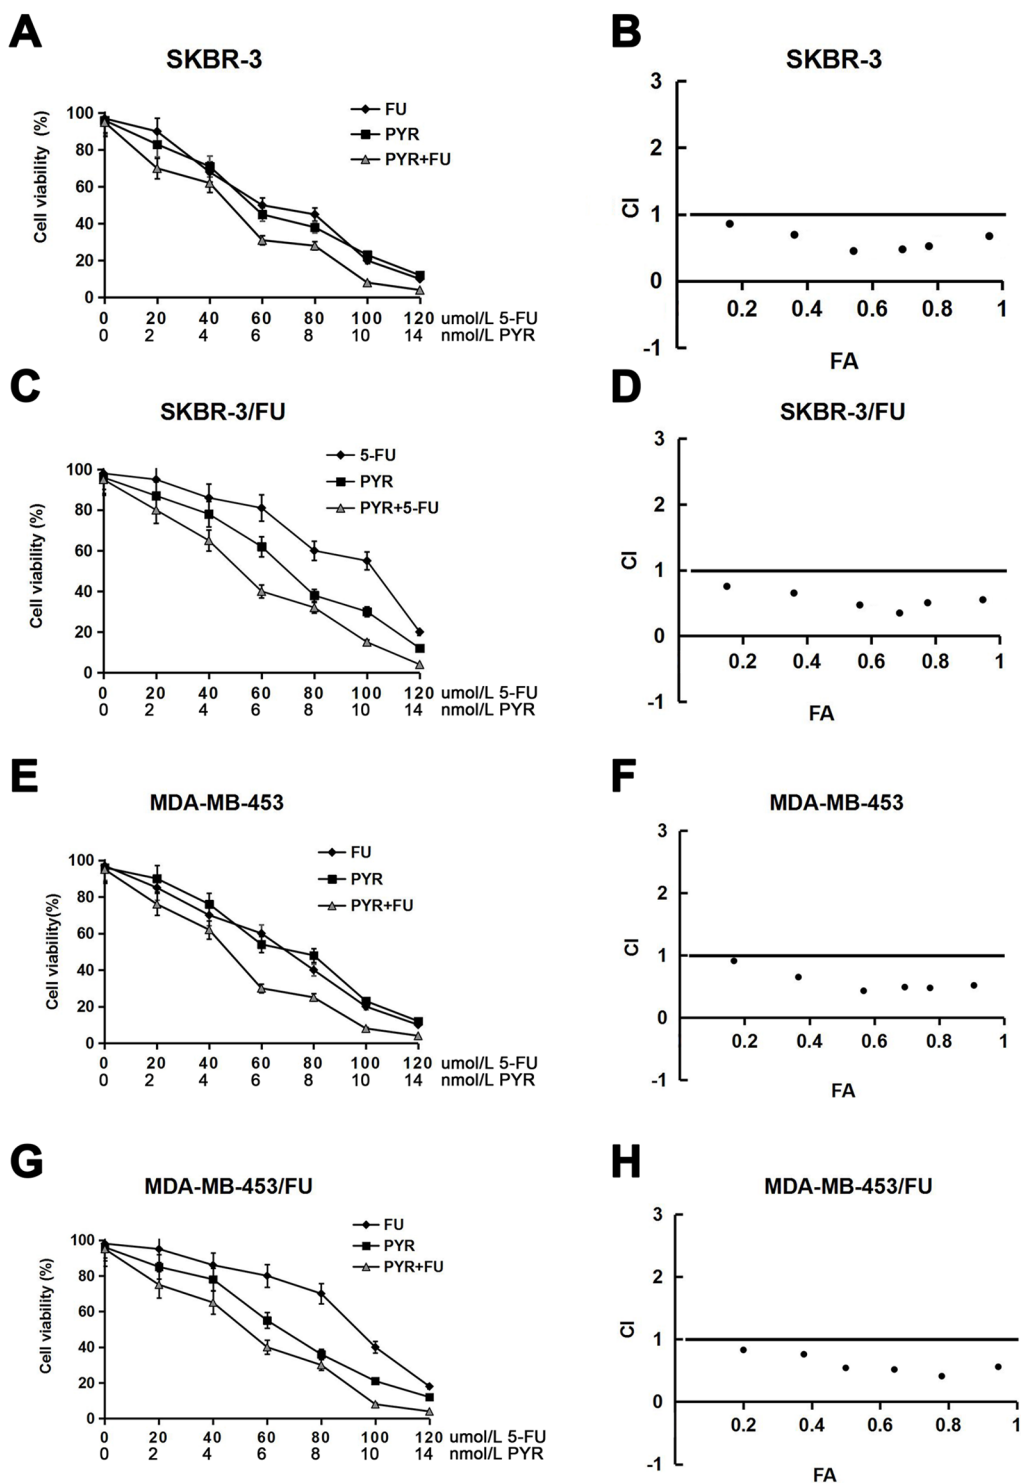 A
SKBR-3
FU
PYR
PYR+FU
Cell viability (%)
100
80
60
40
20
0
0 20 40 60 80 100 120 umol/L 5-FU
0 2 4 6 8 10 14 nmol/L PYR
B
SKBR-3
CI
3
2
1
0
-1
0.2 0.4 0.6 0.8 1
FA
C
SKBR-3/FU
5-FU
PYR
PYR+5-FU
Cell viability (%)
100
80
60
40
20
0
0 20 40 60 80 100 120 umol/L 5-FU
0 2 4 6 8 10 14 nmol/L PYR
D
SKBR-3/FU
CI
3
2
1
0
-1
0.2 0.4 0.6 0.8 1
FA
E
MDA-MB-453
FU
PYR
PYR+FU
Cell viability(%)
100
80
60
40
20
0
0 20 40 60 80 100 120 umol/L 5-FU
0 2 4 6 8 10 14 nmol/L PYR
F
MDA-MB-453
CI
3
2
1
0
-1
0.2 0.4 0.6 0.8 1
FA
G
MDA-MB-453/FU
FU
PYR
PYR+FU
Cell viability (%)
100
80
60
40
20
0
0 20 40 60 80 100 120 umol/L 5-FU
0 2 4 6 8 10 14 nmol/L PYR
H
MDA-MB-453/FU
CI
3
2
1
0
-1
0.2 0.4 0.6 0.8 1
FA